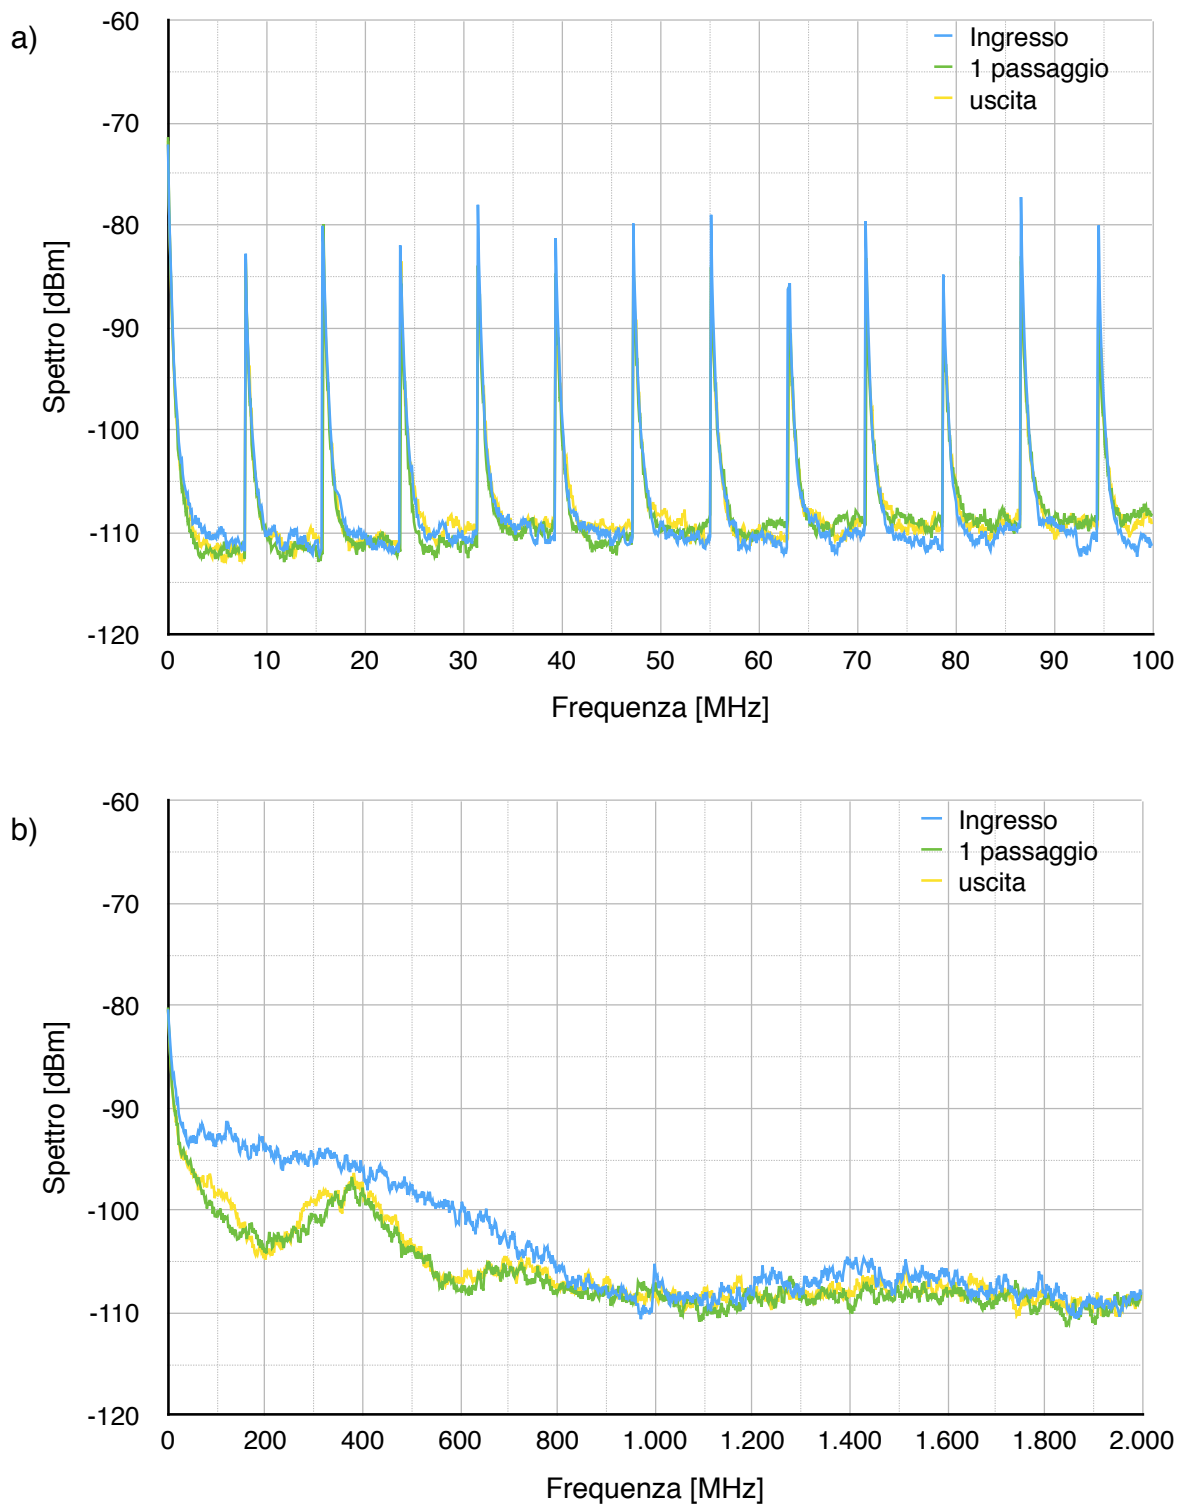 a)
Spettro [dBm]
-60
-70
-80
-90
-100
-110
-120
Ingresso
1 passaggio
uscita
0 10 20 30 40 50 60 70 80 90 100
Frequenza [MHz]
b)
Spettro [dBm]
-60
-70
-80
-90
-100
-110
-120
Ingresso
1 passaggio
uscita
0 200 400 600 800 1.000 1.200 1.400 1.600 1.800 2.000
Frequenza [MHz]